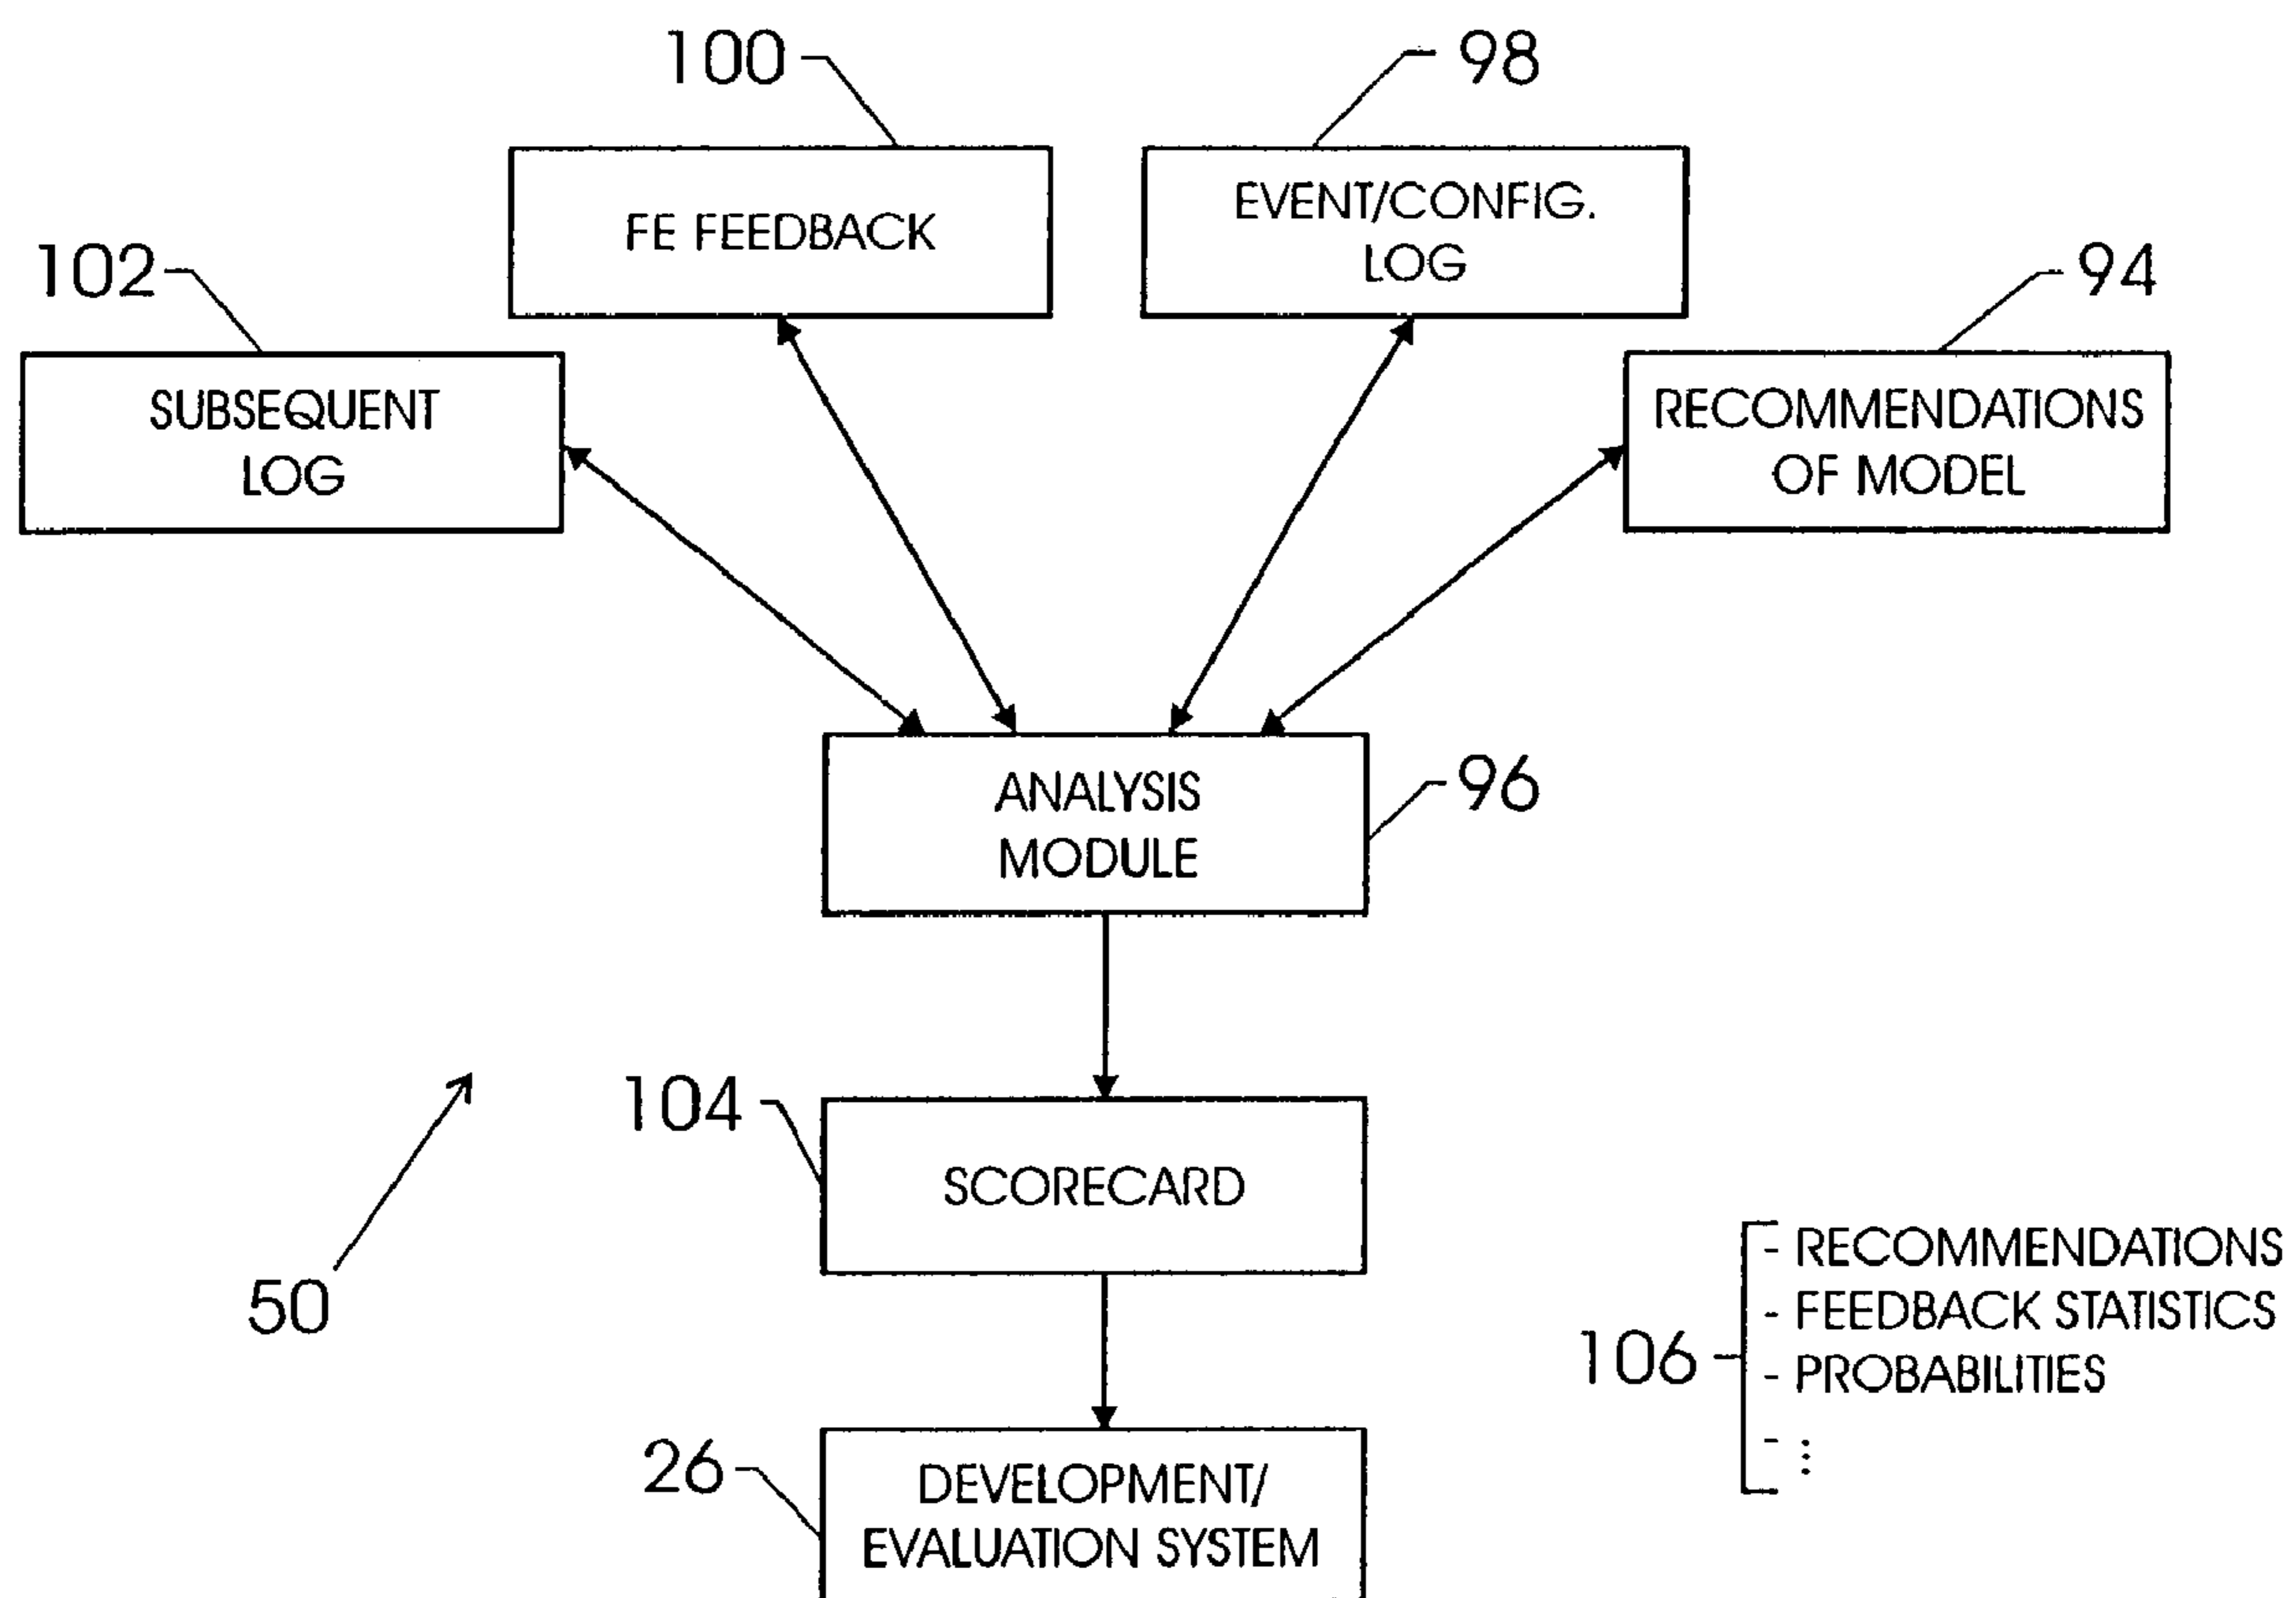 100
98
FE FEEDBACK
EVENT/CONFIG.
LOG
102
94
SUBSEQUENT
LOG
RECOMMENDATIONS
OF MODEL
ANALYSIS
MODULE
96
104
SCORECARD
50
106
- RECOMMENDATIONS
- FEEDBACK STATISTICS
- PROBABILITIES
- ⋮
26
DEVELOPMENT/
EVALUATION SYSTEM